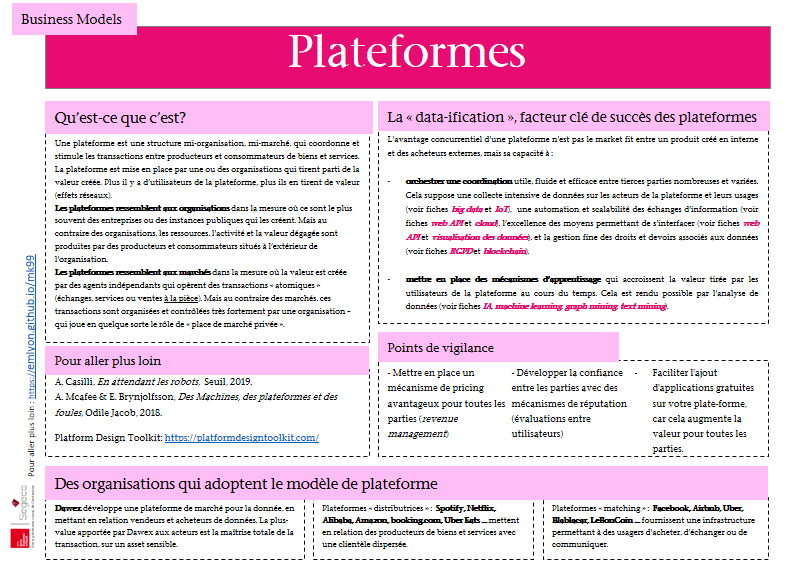 Business Models
Plateformes
Qu'est-ce que c'est?
Une plateforme est une structure mi-organisation, mi-marché, qui coordonne et
stimule les transactions entre producteurs et consommateurs de biens et services.
La plateforme est mise en place par une ou des organisations qui tirent parti de la
valeur créée. Plus il y a d'utilisateurs de la plateforme, plus ils en tirent de valeur
(effets réseaux).
Les plateformes ressemblent aux organisations dans la mesure où ce sont le plus
souvent des entreprises ou des instances publiques qui les créent. Mais au
contraire des organisations, les ressources, l'activité et la valeur dégagée sont
produites par des producteurs et consommateurs situés à l'extérieur de
l'organisation.
Les plateformes ressemblent aux marchés dans la mesure où la valeur est créée
par des agents indépendants qui opèrent des transactions « atomiques »
(échanges, services ou ventes à la pièce). Mais au contraire des marchés, ces
transactions sont organisées et contrôlées très fortement par une organisation –
qui joue en quelque sorte le rôle de « place de marché privée ».
La « data-ification », facteur clé de succès des plateformes
L'avantage concurrentiel d'une plateforme n'est pas le market fit entre un produit créé en interne
et des acheteurs externes, mais sa capacité à :
- orchestrer une coordination utile, fluide et efficace entre tierces parties nombreuses et variées.
Cela suppose une collecte intensive de données sur les acteurs de la plateforme et leurs usages
(voir fiches big data et IoT), une automation et scalabilité des échanges d'information (voir
fiches web API et cloud), l'excellence des moyens permettant de s'interfacer (voir fiches web
API et visualisation des données), et la gestion fine des droits et devoirs associés aux données
(voir fiches RGPD et blockchain).
- mettre en place des mécanismes d'apprentissage qui accroissent la valeur tirée par les
utilisateurs de la plateforme au cours du temps. Cela est rendu possible par l'analyse de
données (voir fiches IA, machine learning, graph mining, text mining).
Pour aller plus loin
A. Casilli, En attendant les robots, Seuil, 2019.
A. Mcafee & E. Brynjolfsson, Des Machines, des plateformes et des
foules, Odile Jacob, 2018.
Platform Design Toolkit: https://platformdesigntoolkit.com/
Points de vigilance
- Mettre en place un
mécanisme de pricing
avantageux pour toutes les
parties (revenue
management)
- Développer la confiance
entre les parties avec des
mécanismes de réputation
(évaluations entre
utilisateurs)
- Faciliter l'ajout
d'applications gratuites
sur votre plate-forme,
car cela augmente la
valeur pour toutes les
parties.
Des organisations qui adoptent le modèle de plateforme
Dawex développe une plateforme de marché pour la donnée, en
mettant en relation vendeurs et acheteurs de données. La plus-
value apportée par Dawex aux acteurs est la maîtrise totale de la
transaction, sur un asset sensible.
Plateformes « distributrices » : Spotify, Netflix,
Alibaba, Amazon, booking.com, Uber Eats ... mettent
en relation des producteurs de biens et services avec
une clientèle dispersée.
Plateformes « matching » : Facebook, Airbnb, Uber,
Blablacar, LeBonCoin ... fournissent une infrastructure
permettant à des usagers d'acheter, d'échanger ou de
communiquer.
Pour aller plus loin : https://emlyon.github.io/mk99
Segeco